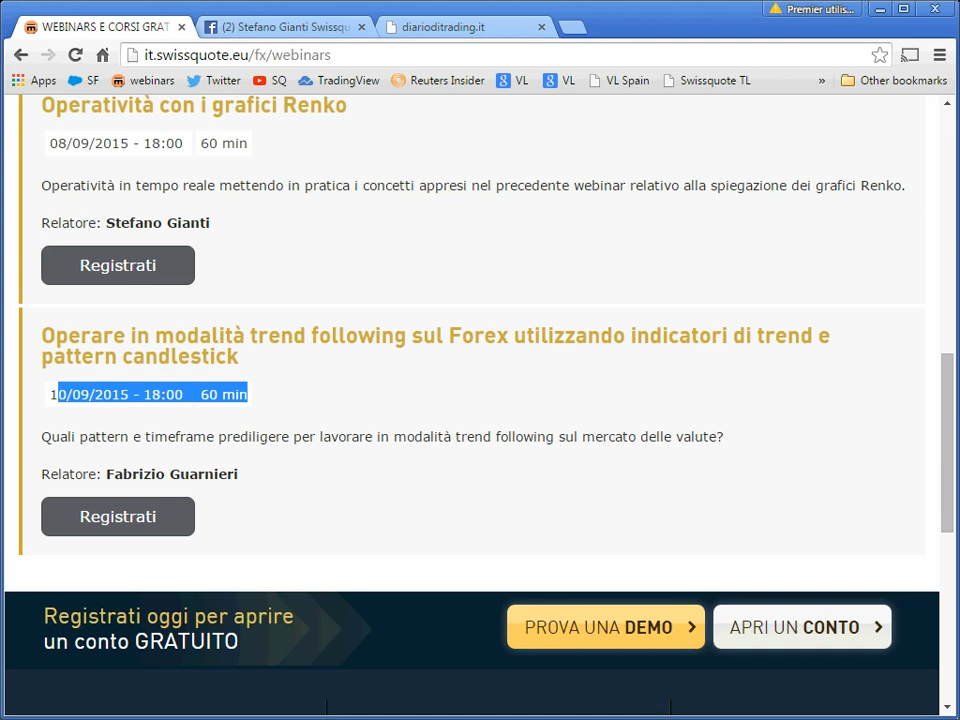 Premier utilis...
WEBINARS E CORSI GRAT
(2) Stefano Gianti Swissqu
diarioditrading.it
it.swissquote.eu/fx/webinars
Apps SF webinars Twitter SQ TradingView Reuters Insider VL VL VL Spain Swissquote TL » Other bookmarks
Operatività con i grafici Renko
08/09/2015 - 18:00 60 min
Operatività in tempo reale mettendo in pratica i concetti appresi nel precedente webinar relativo alla spiegazione dei grafici Renko.
Relatore: Stefano Gianti
Registrati
Operare in modalità trend following sul Forex utilizzando indicatori di trend e
pattern candlestick
10/09/2015 - 18:00 60 min
Quali pattern e timeframe prediligere per lavorare in modalità trend following sul mercato delle valute?
Relatore: Fabrizio Guarnieri
Registrati
Registrati oggi per aprire
un conto GRATUITO
PROVA UNA DEMO
APRI UN CONTO